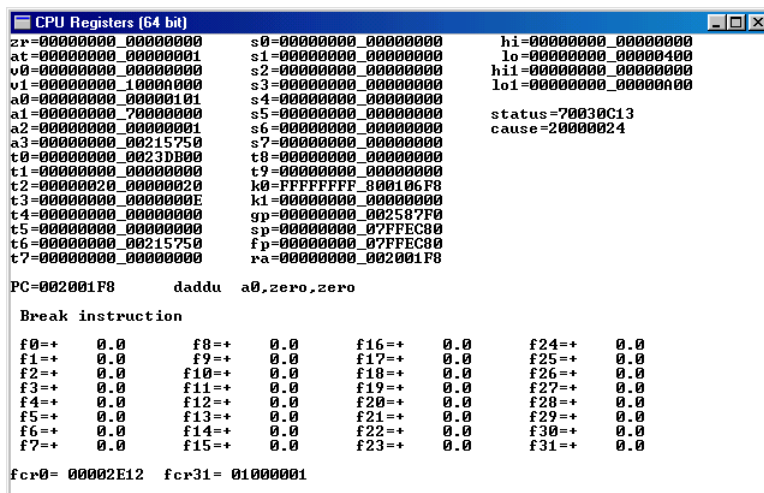 CPU Registers (64 bit)
zr=00000000_00000000 s0=00000000_00000000 hi=00000000_00000000
at=00000000_00000001 s1=00000000_00000000 lo=00000000_00000400
v0=00000000_00000000 s2=00000000_00000000 hi1=00000000_00000000
v1=00000000_1000A000 s3=00000000_00000000 lo1=00000000_00000A00
a0=00000000_00000101 s4=00000000_00000000
a1=00000000_70000000 s5=00000000_00000000 status=70030C13
a2=00000000_00000001 s6=00000000_00000000 cause=20000024
a3=00000000_00215750 s7=00000000_00000000
t0=00000000_0023DB00 t8=00000000_00000000
t1=00000000_00000000 t9=00000000_00000000
t2=00000020_00000020 k0=FFFFFFFF_800106F8
t3=00000000_0000000E k1=00000000_00000000
t4=00000000_00000000 gp=00000000_002587F0
t5=00000000_00000000 sp=00000000_07FFEC80
t6=00000000_00215750 fp=00000000_07FFEC80
t7=00000000_00000000 ra=00000000_002001F8
PC=002001F8 daddu a0,zero,zero
Break instruction
f0=+ 0.0 f8=+ 0.0 f16=+ 0.0 f24=+ 0.0
f1=+ 0.0 f9=+ 0.0 f17=+ 0.0 f25=+ 0.0
f2=+ 0.0 f10=+ 0.0 f18=+ 0.0 f26=+ 0.0
f3=+ 0.0 f11=+ 0.0 f19=+ 0.0 f27=+ 0.0
f4=+ 0.0 f12=+ 0.0 f20=+ 0.0 f28=+ 0.0
f5=+ 0.0 f13=+ 0.0 f21=+ 0.0 f29=+ 0.0
f6=+ 0.0 f14=+ 0.0 f22=+ 0.0 f30=+ 0.0
f7=+ 0.0 f15=+ 0.0 f23=+ 0.0 f31=+ 0.0
fcr0= 00002E12 fcr31= 01000001